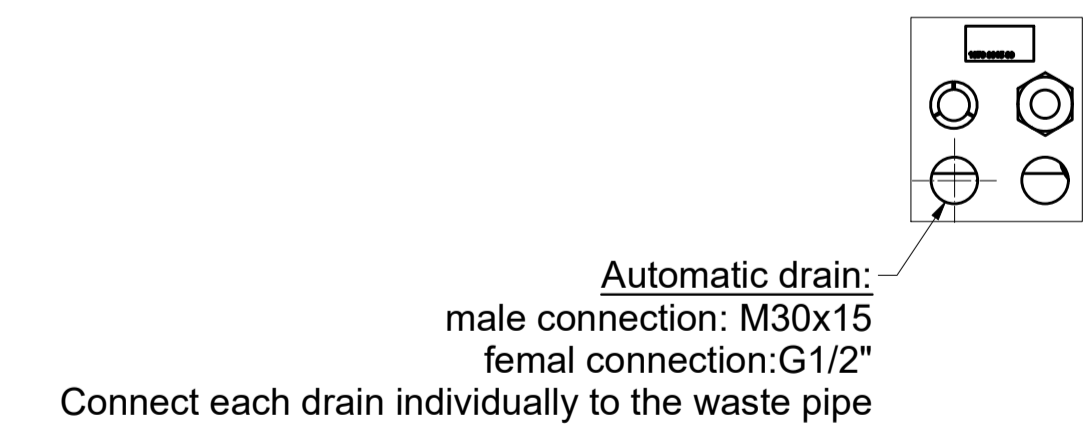 Automatic drain:
male connection: M30x15
femal connection:G1/2"
Connect each drain individually to the waste pipe